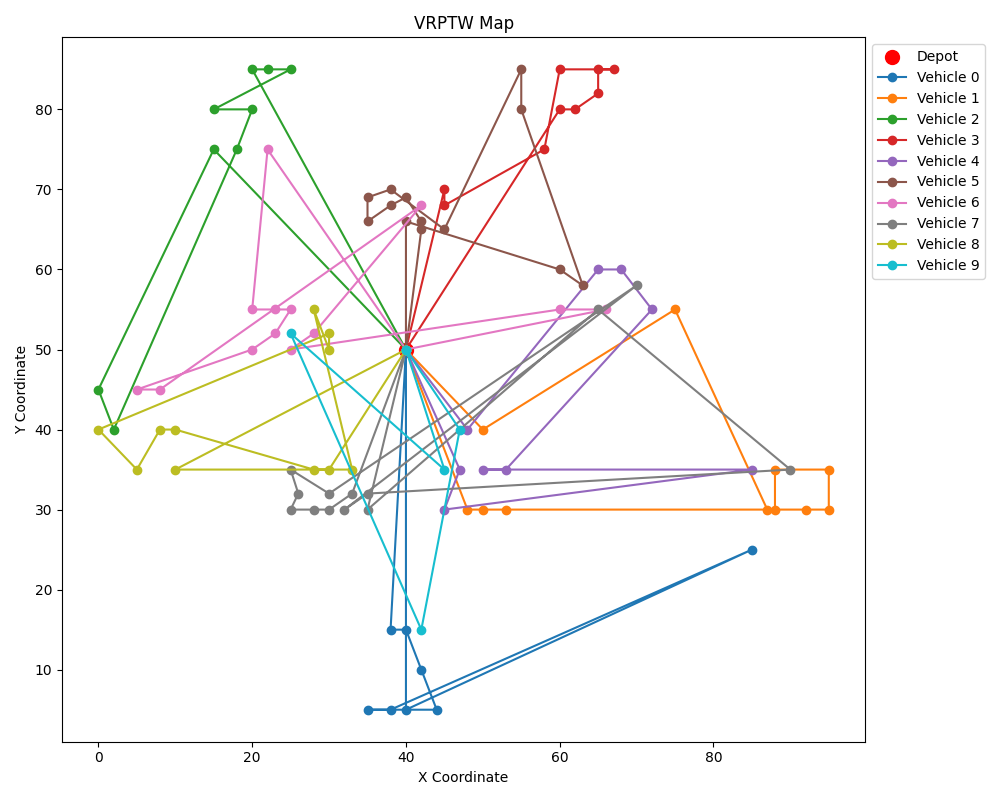 VRPTW Map
Y Coordinate
80
70
60
50
40
30
20
10
0
20
40
60
80
X Coordinate
Depot
Vehicle 0
Vehicle 1
Vehicle 2
Vehicle 3
Vehicle 4
Vehicle 5
Vehicle 6
Vehicle 7
Vehicle 8
Vehicle 9